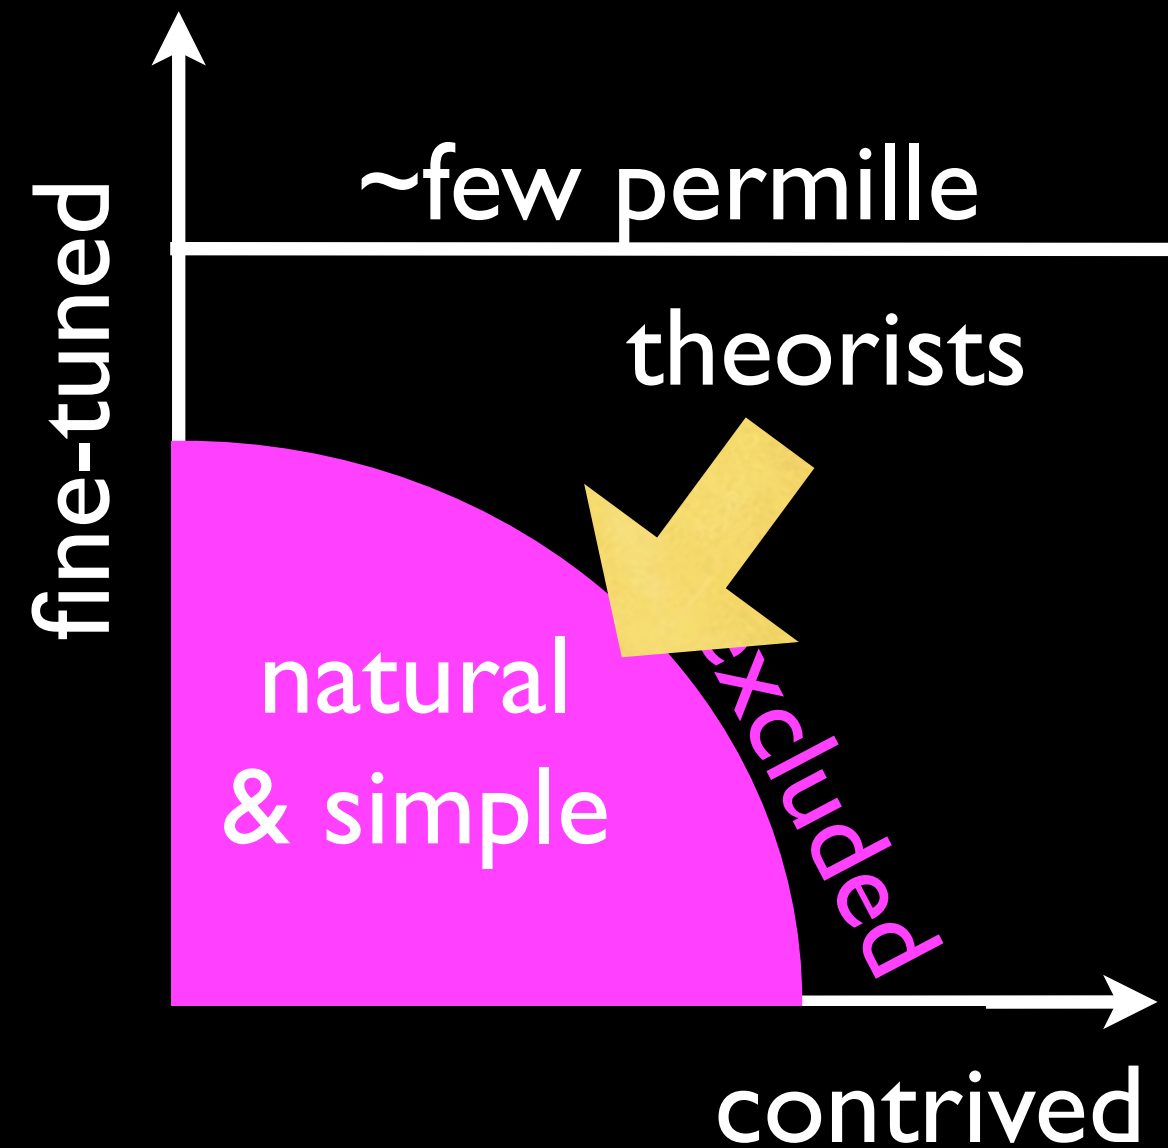 fine-tuned
~few permille
theorists
natural
& simple
excluded
contrived